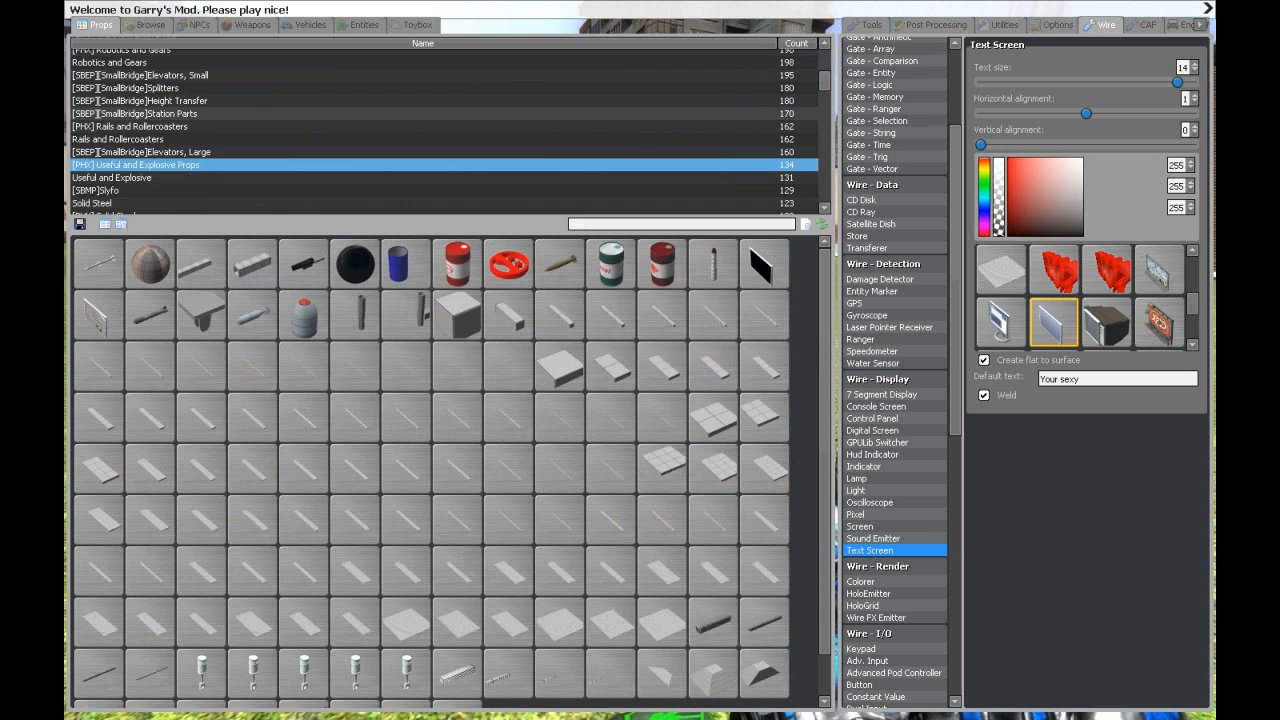 Welcome to Garry's Mod. Please play nice!
Props Browse NPCs Weapons Vehicles Entities Toybox
Name Count
[PHX] Robotics and Gears 198
Robotics and Gears 198
[SBEP][SmallBridge]Elevators, Small 195
[SBEP][SmallBridge]Splitters 180
[SBEP][SmallBridge]Height Transfer 180
[SBEP][SmallBridge]Station Parts 170
[PHX] Rails and Rollercoasters 162
Rails and Rollercoasters 162
[SBEP][SmallBridge]Elevators, Large 160
[PHX] Useful and Explosive Props 134
Useful and Explosive 131
[SBMP]Slyfo 129
Solid Steel 123
Tools Post Processing Utilities Options Wire CAF
Gate - Arithmetic
Gate - Array
Gate - Comparison
Gate - Entity
Gate - Logic
Gate - Memory
Gate - Ranger
Gate - Selection
Gate - String
Gate - Time
Gate - Trig
Gate - Vector
Wire - Data
CD Disk
CD Ray
Satellite Dish
Store
Transferer
Wire - Detection
Damage Detector
Entity Marker
GPS
Gyroscope
Laser Pointer Receiver
Ranger
Speedometer
Water Sensor
Wire - Display
7 Segment Display
Console Screen
Control Panel
Digital Screen
GPULib Switcher
Hud Indicator
Indicator
Lamp
Light
Oscilloscope
Pixel
Screen
Sound Emitter
Text Screen
Wire - Render
Colorer
HoloEmitter
HoloGrid
Wire FX Emitter
Wire - I/O
Keypad
Adv. Input
Advanced Pod Controller
Button
Constant Value
Text Screen
Text size: 14
Horizontal alignment: 1
Vertical alignment: 0
255
255
255
Create flat to surface
Default text: Your sexy
Weld